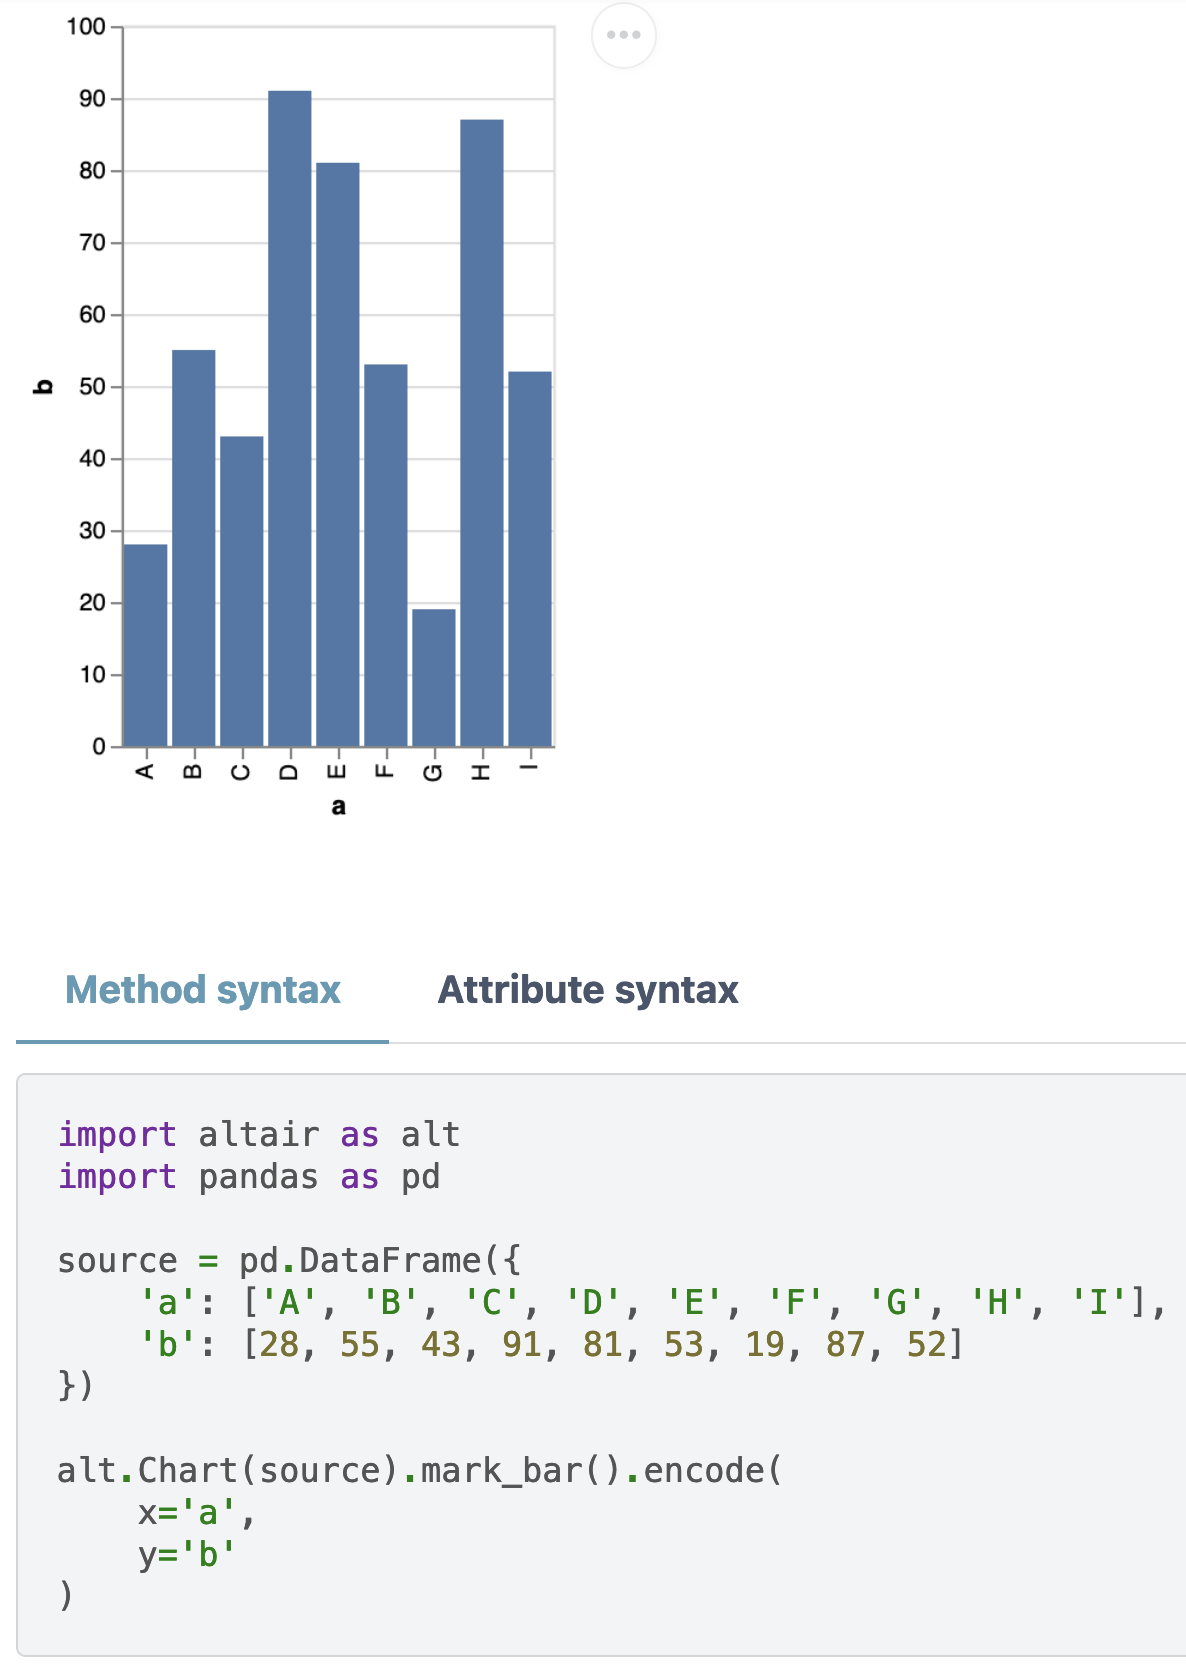 100
90
80
70
60
50
40
30
20
10
0
b
A B C D E F G H I
a
Method syntax Attribute syntax
import altair as alt
import pandas as pd

source = pd.DataFrame({
    'a': ['A', 'B', 'C', 'D', 'E', 'F', 'G', 'H', 'I'],
    'b': [28, 55, 43, 91, 81, 53, 19, 87, 52]
})

alt.Chart(source).mark_bar().encode(
    x='a',
    y='b'
)